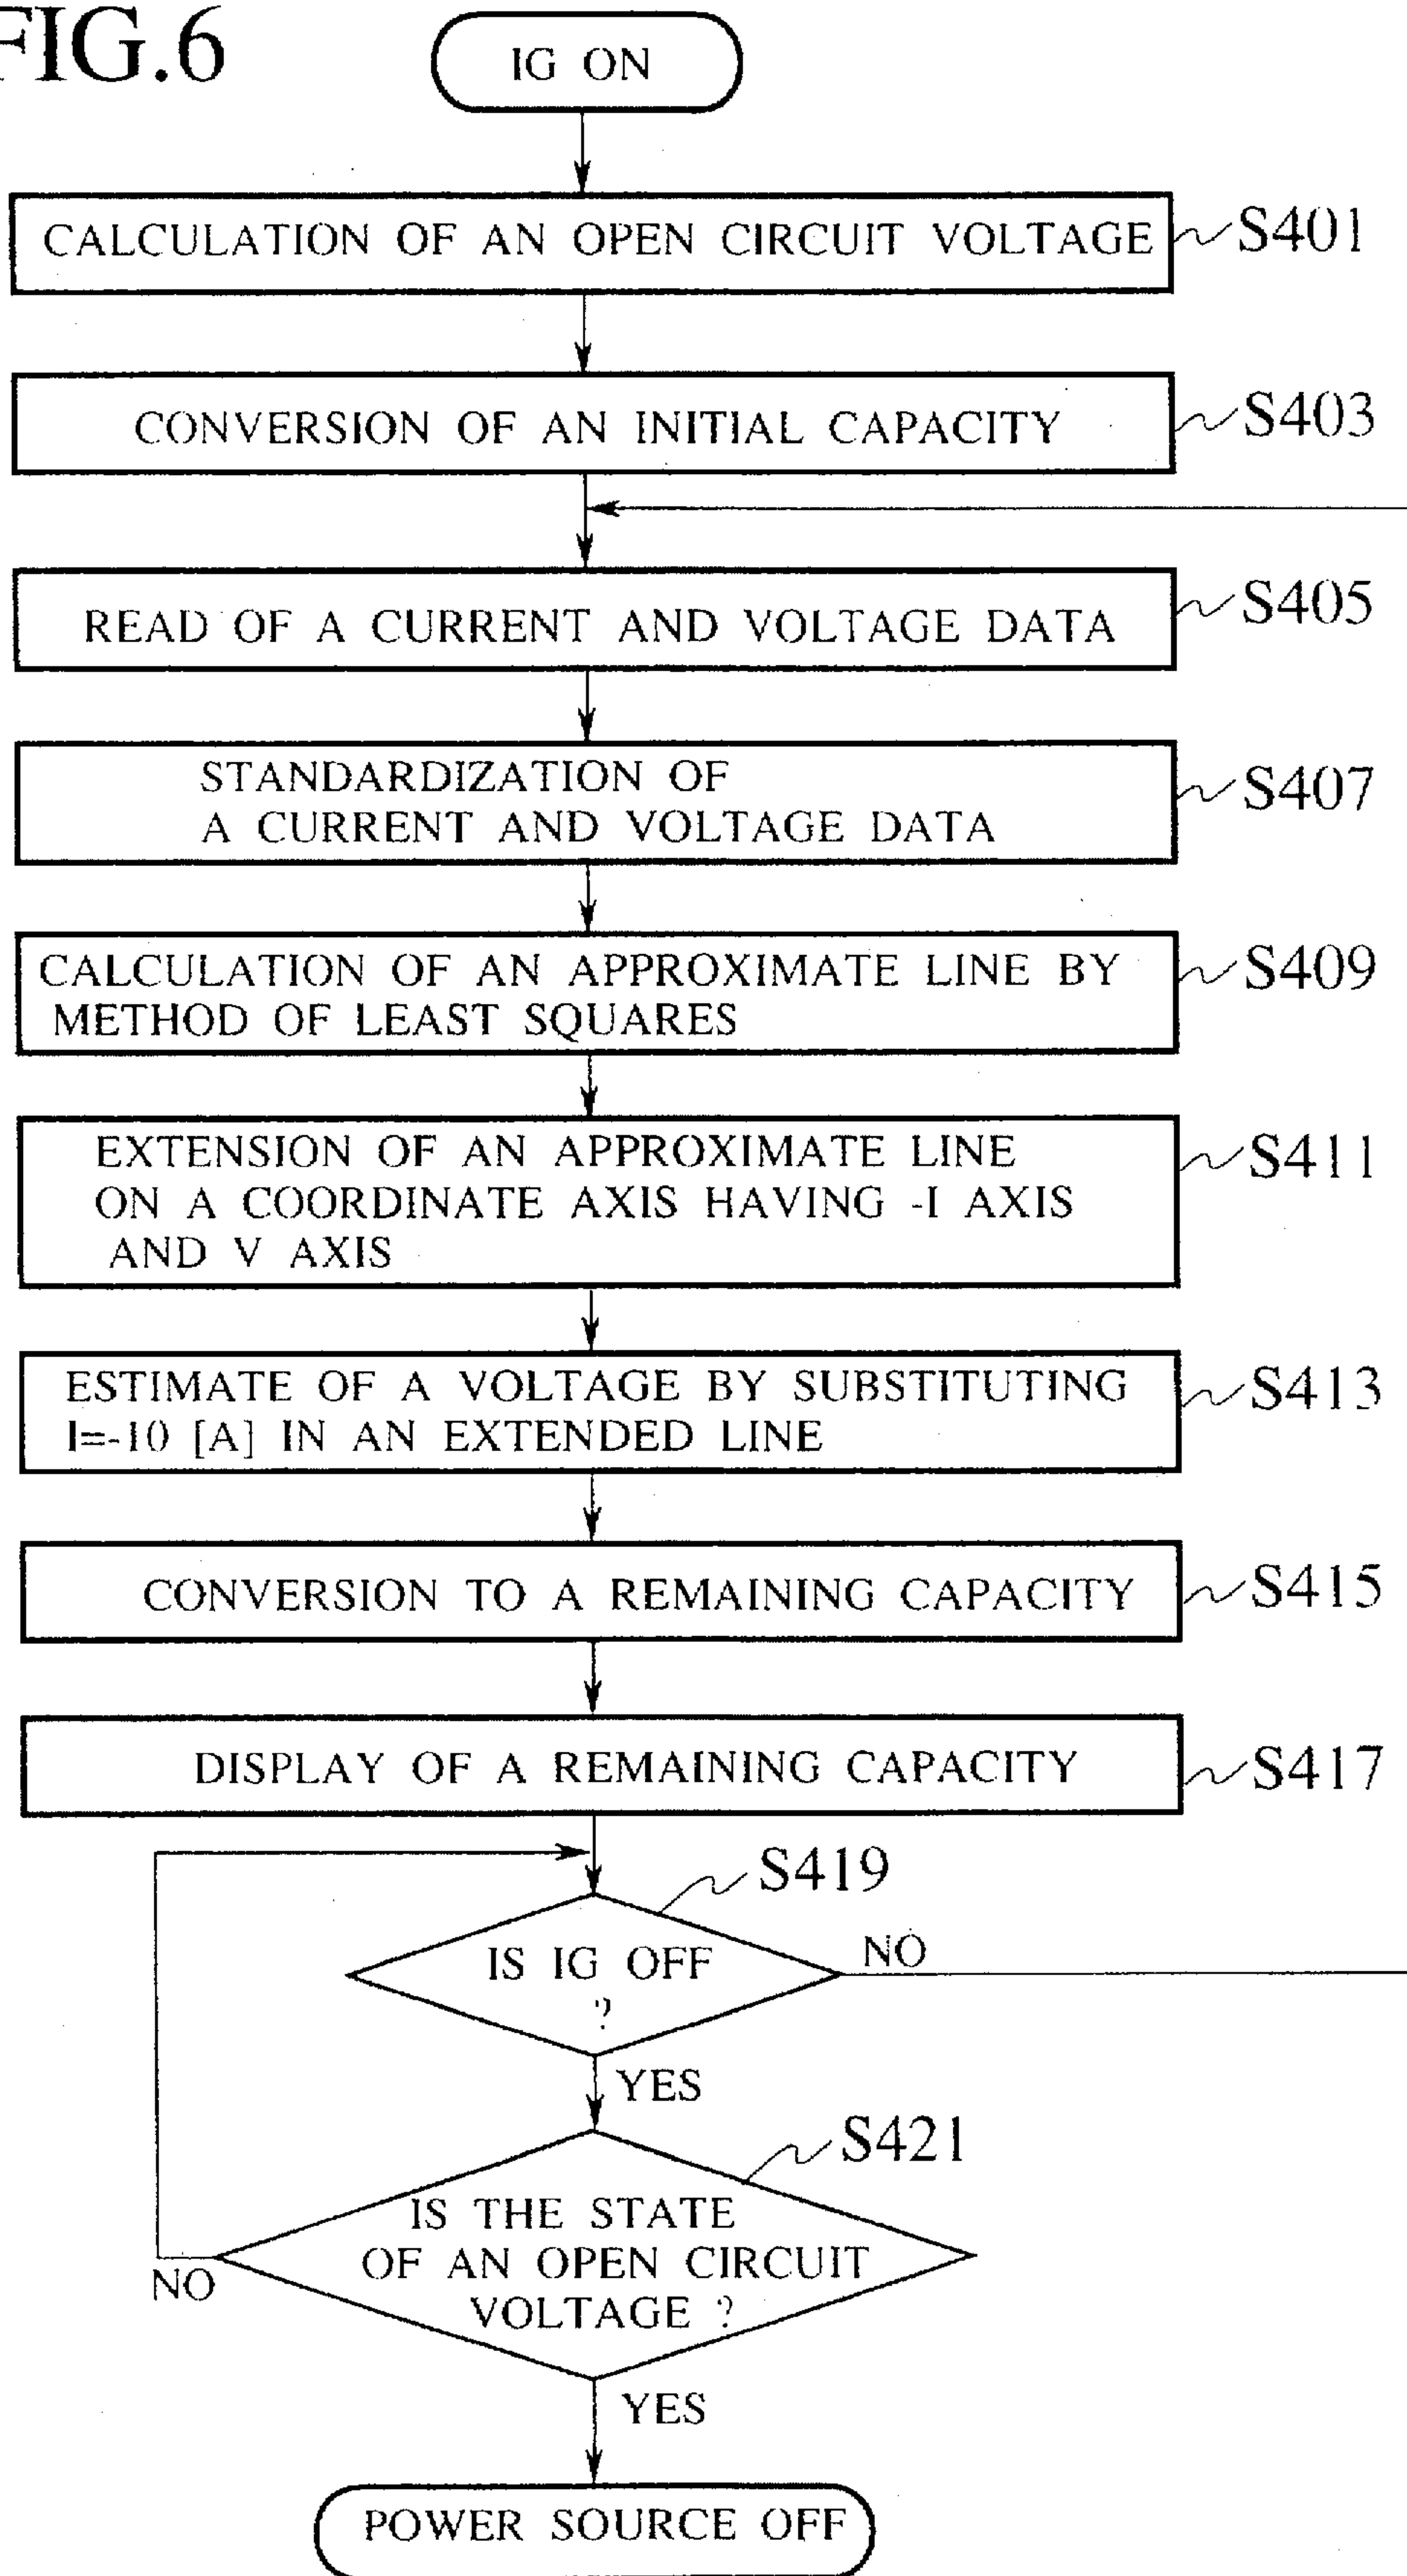 FIG.6
IG ON
CALCULATION OF AN OPEN CIRCUIT VOLTAGE
S401
CONVERSION OF AN INITIAL CAPACITY
S403
READ OF A CURRENT AND VOLTAGE DATA
S405
STANDARDIZATION OF
A CURRENT AND VOLTAGE DATA
S407
CALCULATION OF AN APPROXIMATE LINE BY
METHOD OF LEAST SQUARES
S409
EXTENSION OF AN APPROXIMATE LINE
ON A COORDINATE AXIS HAVING -I AXIS
AND V AXIS
S411
ESTIMATE OF A VOLTAGE BY SUBSTITUTING
I=-10 [A] IN AN EXTENDED LINE
S413
CONVERSION TO A REMAINING CAPACITY
S415
DISPLAY OF A REMAINING CAPACITY
S417
S419
IS IG OFF
?
NO
YES
S421
IS THE STATE
OF AN OPEN CIRCUIT
VOLTAGE ?
NO
YES
POWER SOURCE OFF